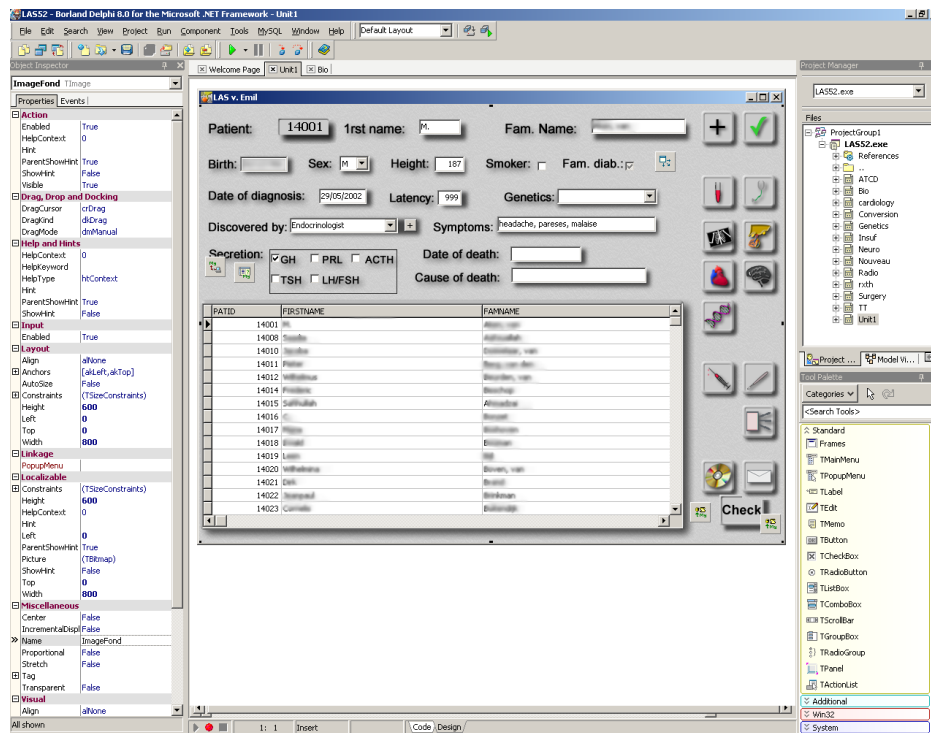 LAS52 - Borland Delphi 8.0 for the Microsoft .NET Framework - Unit1
File Edit Search View Project Run Component Tools MySQL Window Help Default Layout
Object Inspector
ImageFond TImage
Properties Events
Action
Enabled True
HelpContext 0
Hint
ParentShowHint True
ShowHint False
Visible True
Drag, Drop and Docking
DragCursor crDrag
DragKind dkDrag
DragMode dmManual
Help and Hints
HelpContext 0
HelpKeyword
HelpType htContext
Hint
ParentShowHint True
ShowHint False
Input
Enabled True
Layout
Align alNone
Anchors [akLeft,akTop]
AutoSize False
Constraints (TSizeConstraints)
Height 600
Left 0
Top 0
Width 800
Linkage
PopupMenu
Localizable
Constraints (TSizeConstraints)
Height 600
HelpContext 0
Hint
Left 0
ParentShowHint True
Picture (TBitmap)
ShowHint False
Top 0
Width 800
Miscellaneous
Center False
IncrementalDispl False
Name ImageFond
Proportional False
Stretch False
Tag
Transparent False
Visual
Align alNone
All shown
Welcome Page Unit1 Bio
LAS v. Emil
Patient: 14001 1rst name: M. Fam. Name:
Birth: Sex: M Height: 187 Smoker: Fam. diab.:
Date of diagnosis: 29/05/2002 Latency: 999 Genetics:
Discovered by: Endocrinologist + Symptoms: headache, pareses, malaise
Secretion: GH PRL ACTH Date of death:
TSH LH/FSH Cause of death:
PATID FIRSTNAME FAMNAME
14001
14008
14010
14011
14012
14014
14015
14016
14017
14018
14019
14020
14021
14022
14023
Check
1: 1 Insert Code Design
Project Manager
LAS52.exe
Files
ProjectGroup1
LAS52.exe
References
..
ATCD
Bio
cardiology
Conversion
Genetics
Insuf
Neuro
Nouveau
Radio
rxth
Surgery
TT
Unit1
Project ... Model Vi...
Tool Palette
Categories
<Search Tools>
Standard
Frames
TMainMenu
TPopupMenu
TLabel
TEdit
TMemo
TButton
TCheckBox
TRadioButton
TListBox
TComboBox
TScrollBar
TGroupBox
TRadioGroup
TPanel
TActionList
Additional
Win32
System